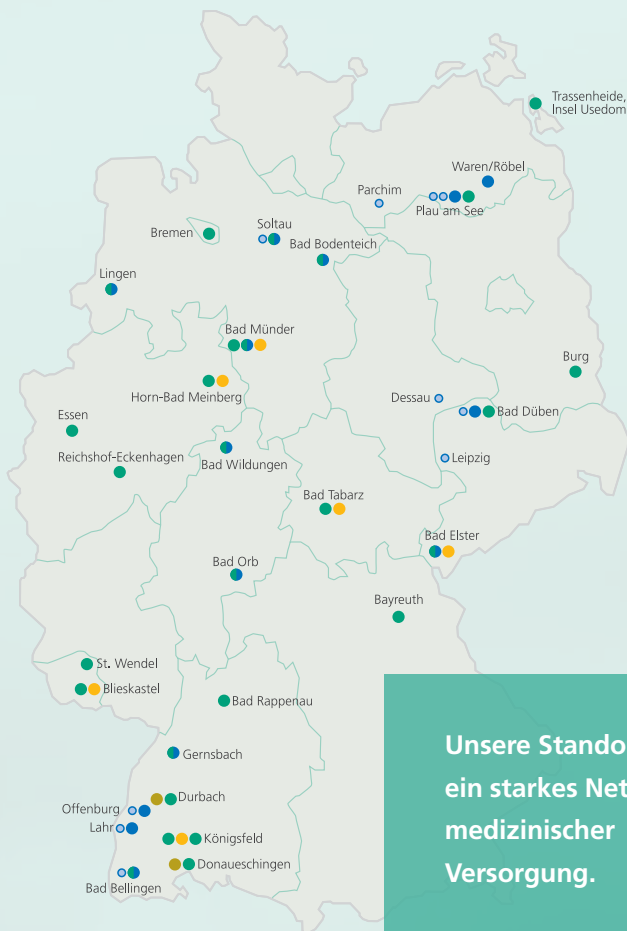 Trassenheide,
Insel Usedom
Waren/Röbel
Parchim
Plau am See
Soltau
Bremen
Bad Bodenteich
Lingen
Bad Münder
Burg
Horn-Bad Meinberg
Dessau
Bad Düben
Essen
Reichshof-Eckenhagen
Bad Wildungen
Leipzig
Bad Tabarz
Bad Elster
Bad Orb
Bayreuth
St. Wendel
Blieskastel
Bad Rappenau
Gernsbach
Durbach
Offenburg
Lahr
Königsfeld
Donaueschingen
Bad Bellingen
Unsere Stando
ein starkes Net
medizinischer
Versorgung.